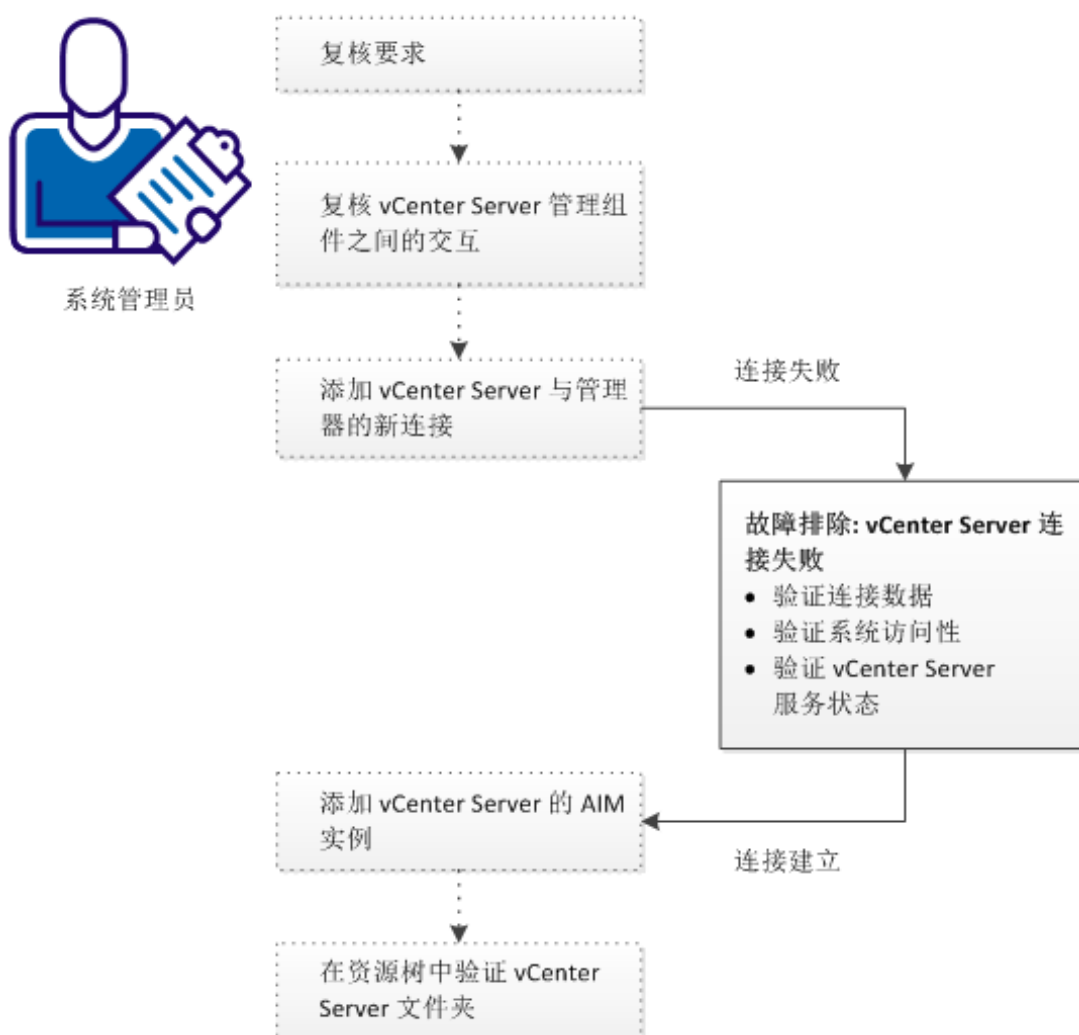 复核要求
复核 vCenter Server 管理组
件之间的交互
系统管理员
添加 vCenter Server 与管理
器的新连接
连接失败
故障排除: vCenter Server 连
接失败
• 验证连接数据
• 验证系统访问性
• 验证 vCenter Server
服务状态
添加 vCenter Server 的 AIM
实例
连接建立
在资源树中验证 vCenter
Server 文件夹